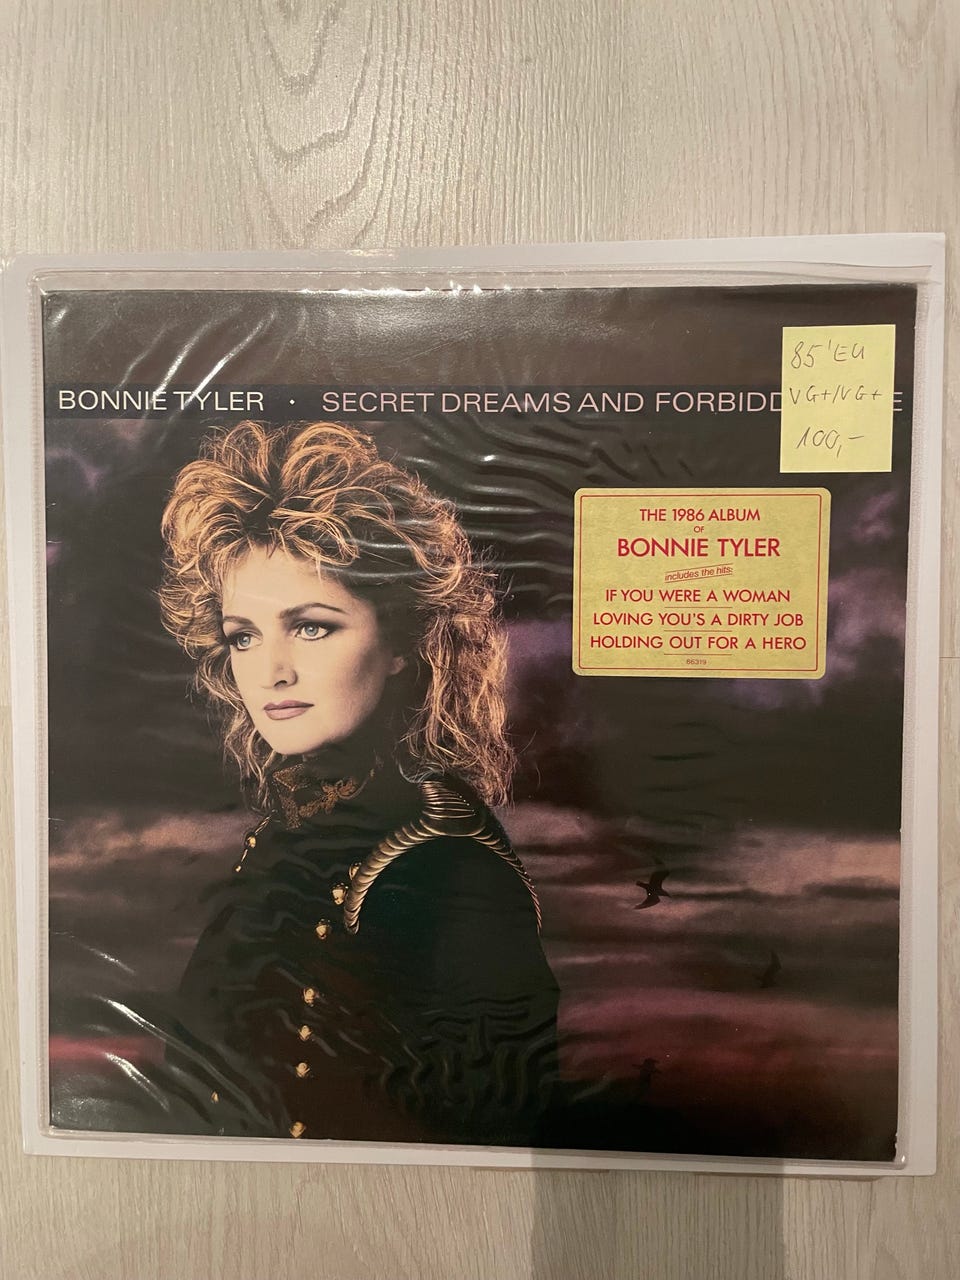 85'EU
VG+/VG+
100,-
BONNIE TYLER · SECRET DREAMS AND FORBIDD E
THE 1986 ALBUM
OF
BONNIE TYLER
includes the hits:
IF YOU WERE A WOMAN
LOVING YOU'S A DIRTY JOB
HOLDING OUT FOR A HERO
86319